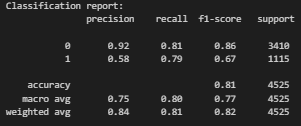 Classification report:
precision recall f1-score support
0 0.92 0.81 0.86 3410
1 0.58 0.79 0.67 1115
accuracy 0.81 4525
macro avg 0.75 0.80 0.77 4525
weighted avg 0.84 0.81 0.82 4525